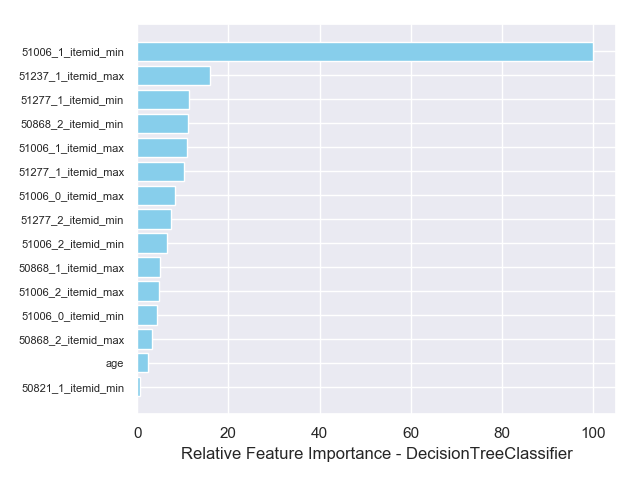 51006_1_itemid_min
51237_1_itemid_max
51277_1_itemid_min
50868_2_itemid_min
51006_1_itemid_max
51277_1_itemid_max
51006_0_itemid_max
51277_2_itemid_min
51006_2_itemid_min
50868_1_itemid_max
51006_2_itemid_max
51006_0_itemid_min
50868_2_itemid_max
age
50821_1_itemid_min
0 20 40 60 80 100
Relative Feature Importance - DecisionTreeClassifier